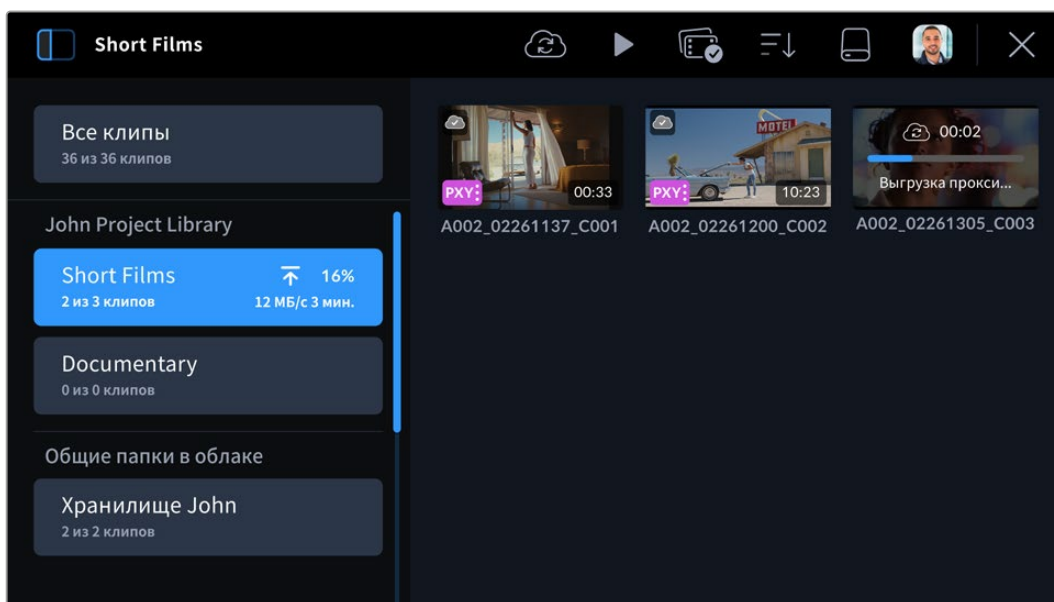 Short Films
Все клипы
36 из 36 клипов
John Project Library
Short Films 16%
2 из 3 клипов 12 МБ/с 3 мин.
Documentary
0 из 0 клипов
Общие папки в облаке
Хранилище John
2 из 2 клипов
PXY 00:33
A002_02261137_C001
MOTEL
PXY 10:23
A002_02261200_C002
00:02
Выгрузка прокси...
A002_02261305_C003